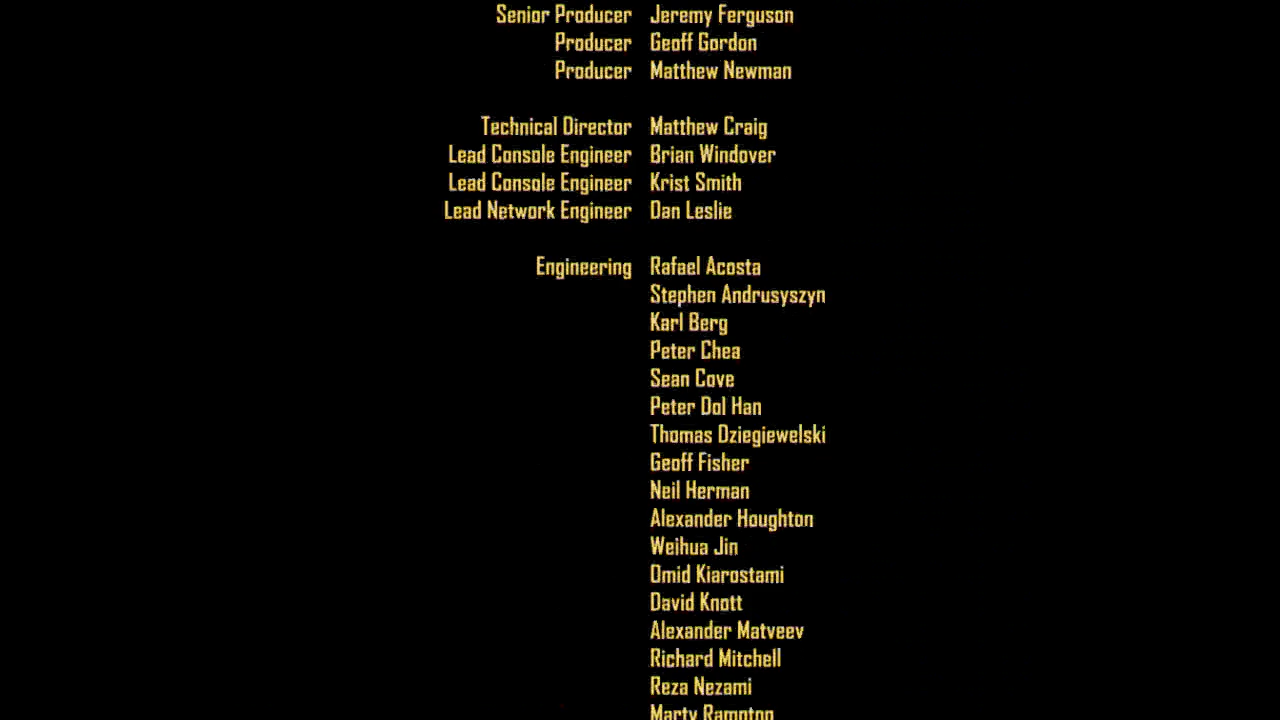 Senior Producer Jeremy Ferguson
Producer Geoff Gordon
Producer Matthew Newman
Technical Director Matthew Craig
Lead Console Engineer Brian Windover
Lead Console Engineer Krist Smith
Lead Network Engineer Dan Leslie
Engineering Rafael Acosta
Stephen Andrusyszyn
Karl Berg
Peter Chea
Sean Cove
Peter Dol Han
Thomas Dziegiewelski
Geoff Fisher
Neil Herman
Alexander Houghton
Weihua Jin
Omid Kiarostami
David Knott
Alexander Matveev
Richard Mitchell
Reza Nezami
Marty Rampton